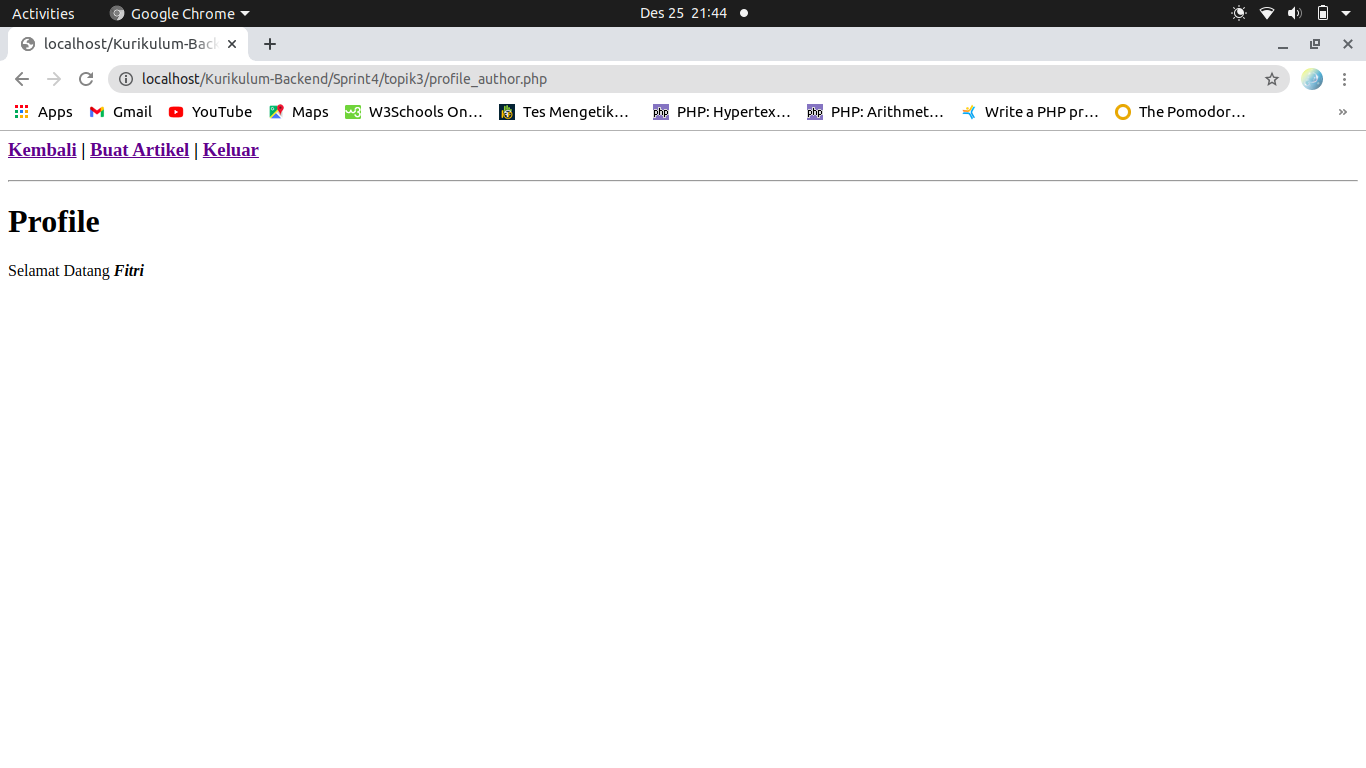 Activities Google Chrome Des 25 21:44
localhost/Kurikulum-Back
localhost/Kurikulum-Backend/Sprint4/topik3/profile_author.php
Apps Gmail YouTube Maps W3Schools On… Tes Mengetik… PHP: Hypertex… PHP: Arithmet… Write a PHP pr… The Pomodor… »
Kembali | Buat Artikel | Keluar
Profile
Selamat Datang Fitri